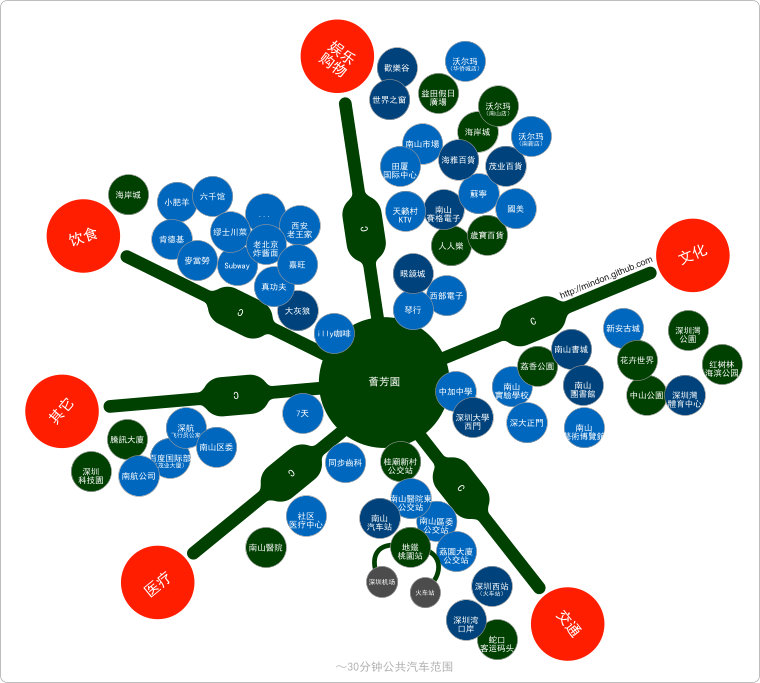 娱乐
购物
歡樂谷
沃尔玛
（华侨城店）
世界之窗
益田假日
廣場
沃尔玛
（南山店）
海岸城
沃尔玛
（南新店）
南山市場
海雅百貨
茂业百貨
田厦
国际中心
蘇寧
天籟村
KTV
南山
賽格電子
國美
人人樂
歲寶百貨
眼鏡城
西部電子
琴行
饮食
海岸城
小肥羊
六千馆
...
西安
老王家
肯德基
缪士川菜
老北京
炸酱面
麥當勞
Subway
嘉旺
真功夫
大灰狼
illy咖啡
文化
http://mindon.github.com
新安古城
深圳灣
公園
南山書城
荔香公園
花卉世界
红树林
海滨公园
中加中學
南山
實驗學校
南山
圖書館
中山公園
深圳灣
體育中心
深圳大學
西門
深大正門
南山
藝術博覽館
菁芳園
C
C
C
C
C
C
其它
7天
深航
飞行员公寓
騰訊大廈
南山区委
百度国际部
（茂业大厦）
深圳
科技園
南航公司
医疗
同步齒科
社区
医疗中心
南山醫院
交通
桂廟新村
公交站
南山醫院東
公交站
南山
汽車站
南山區委
公交站
地鐵
桃園站
荔園大廈
公交站
深圳机场
火车站
深圳西站
（火車站）
深圳湾
口岸
蛇口
客运码头
～30分钟公共汽车范围